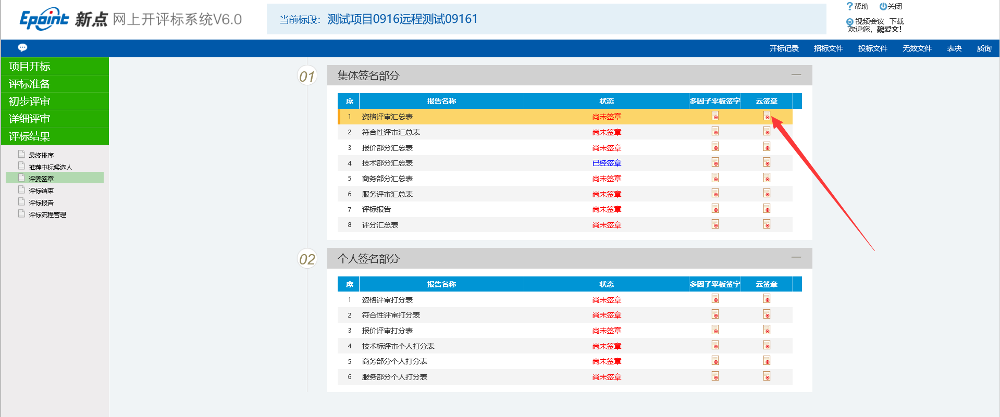 Epoint 新点 网上开评标系统V6.0
当前标段：测试项目0916远程测试09161
帮助 关闭
视频会议 下载
欢迎您，魏爱文！
开标记录 招标文件 投标文件 无效文件 表决 质询
项目开标
评标准备
初步评审
详细评审
评标结果
最终排序
推荐中标候选人
评委签章
评标结束
评标报告
评标流程管理
01 集体签名部分
序 报告名称 状态 多因子平板签字 云签章
1 资格评审汇总表 尚未签章
2 符合性评审汇总表 尚未签章
3 报价部分汇总表 尚未签章
4 技术部分汇总表 已经签章
5 商务部分汇总表 尚未签章
6 服务评审汇总表 尚未签章
7 评标报告 尚未签章
8 评分汇总表 尚未签章
02 个人签名部分
序 报告名称 状态 多因子平板签字 云签章
1 资格评审打分表 尚未签章
2 符合性评审打分表 尚未签章
3 报价评审打分表 尚未签章
4 技术标评审个人打分表 尚未签章
5 商务部分个人打分表 尚未签章
6 服务部分个人打分表 尚未签章